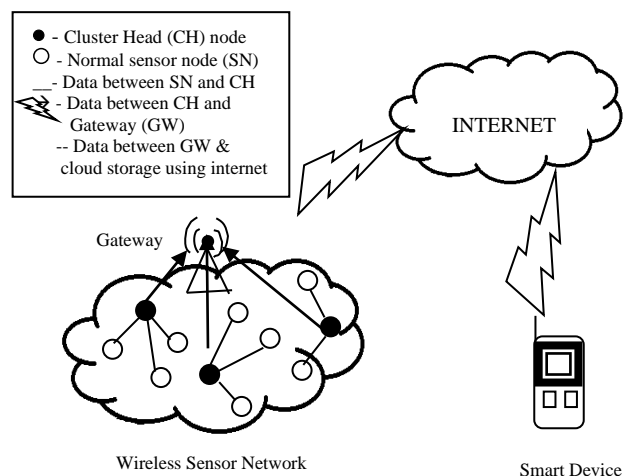 - Cluster Head (CH) node
- Normal sensor node (SN)
__- Data between SN and CH
- Data between CH and
Gateway (GW)
-- Data between GW &
cloud storage using internet
INTERNET
Gateway
Wireless Sensor Network
Smart Device